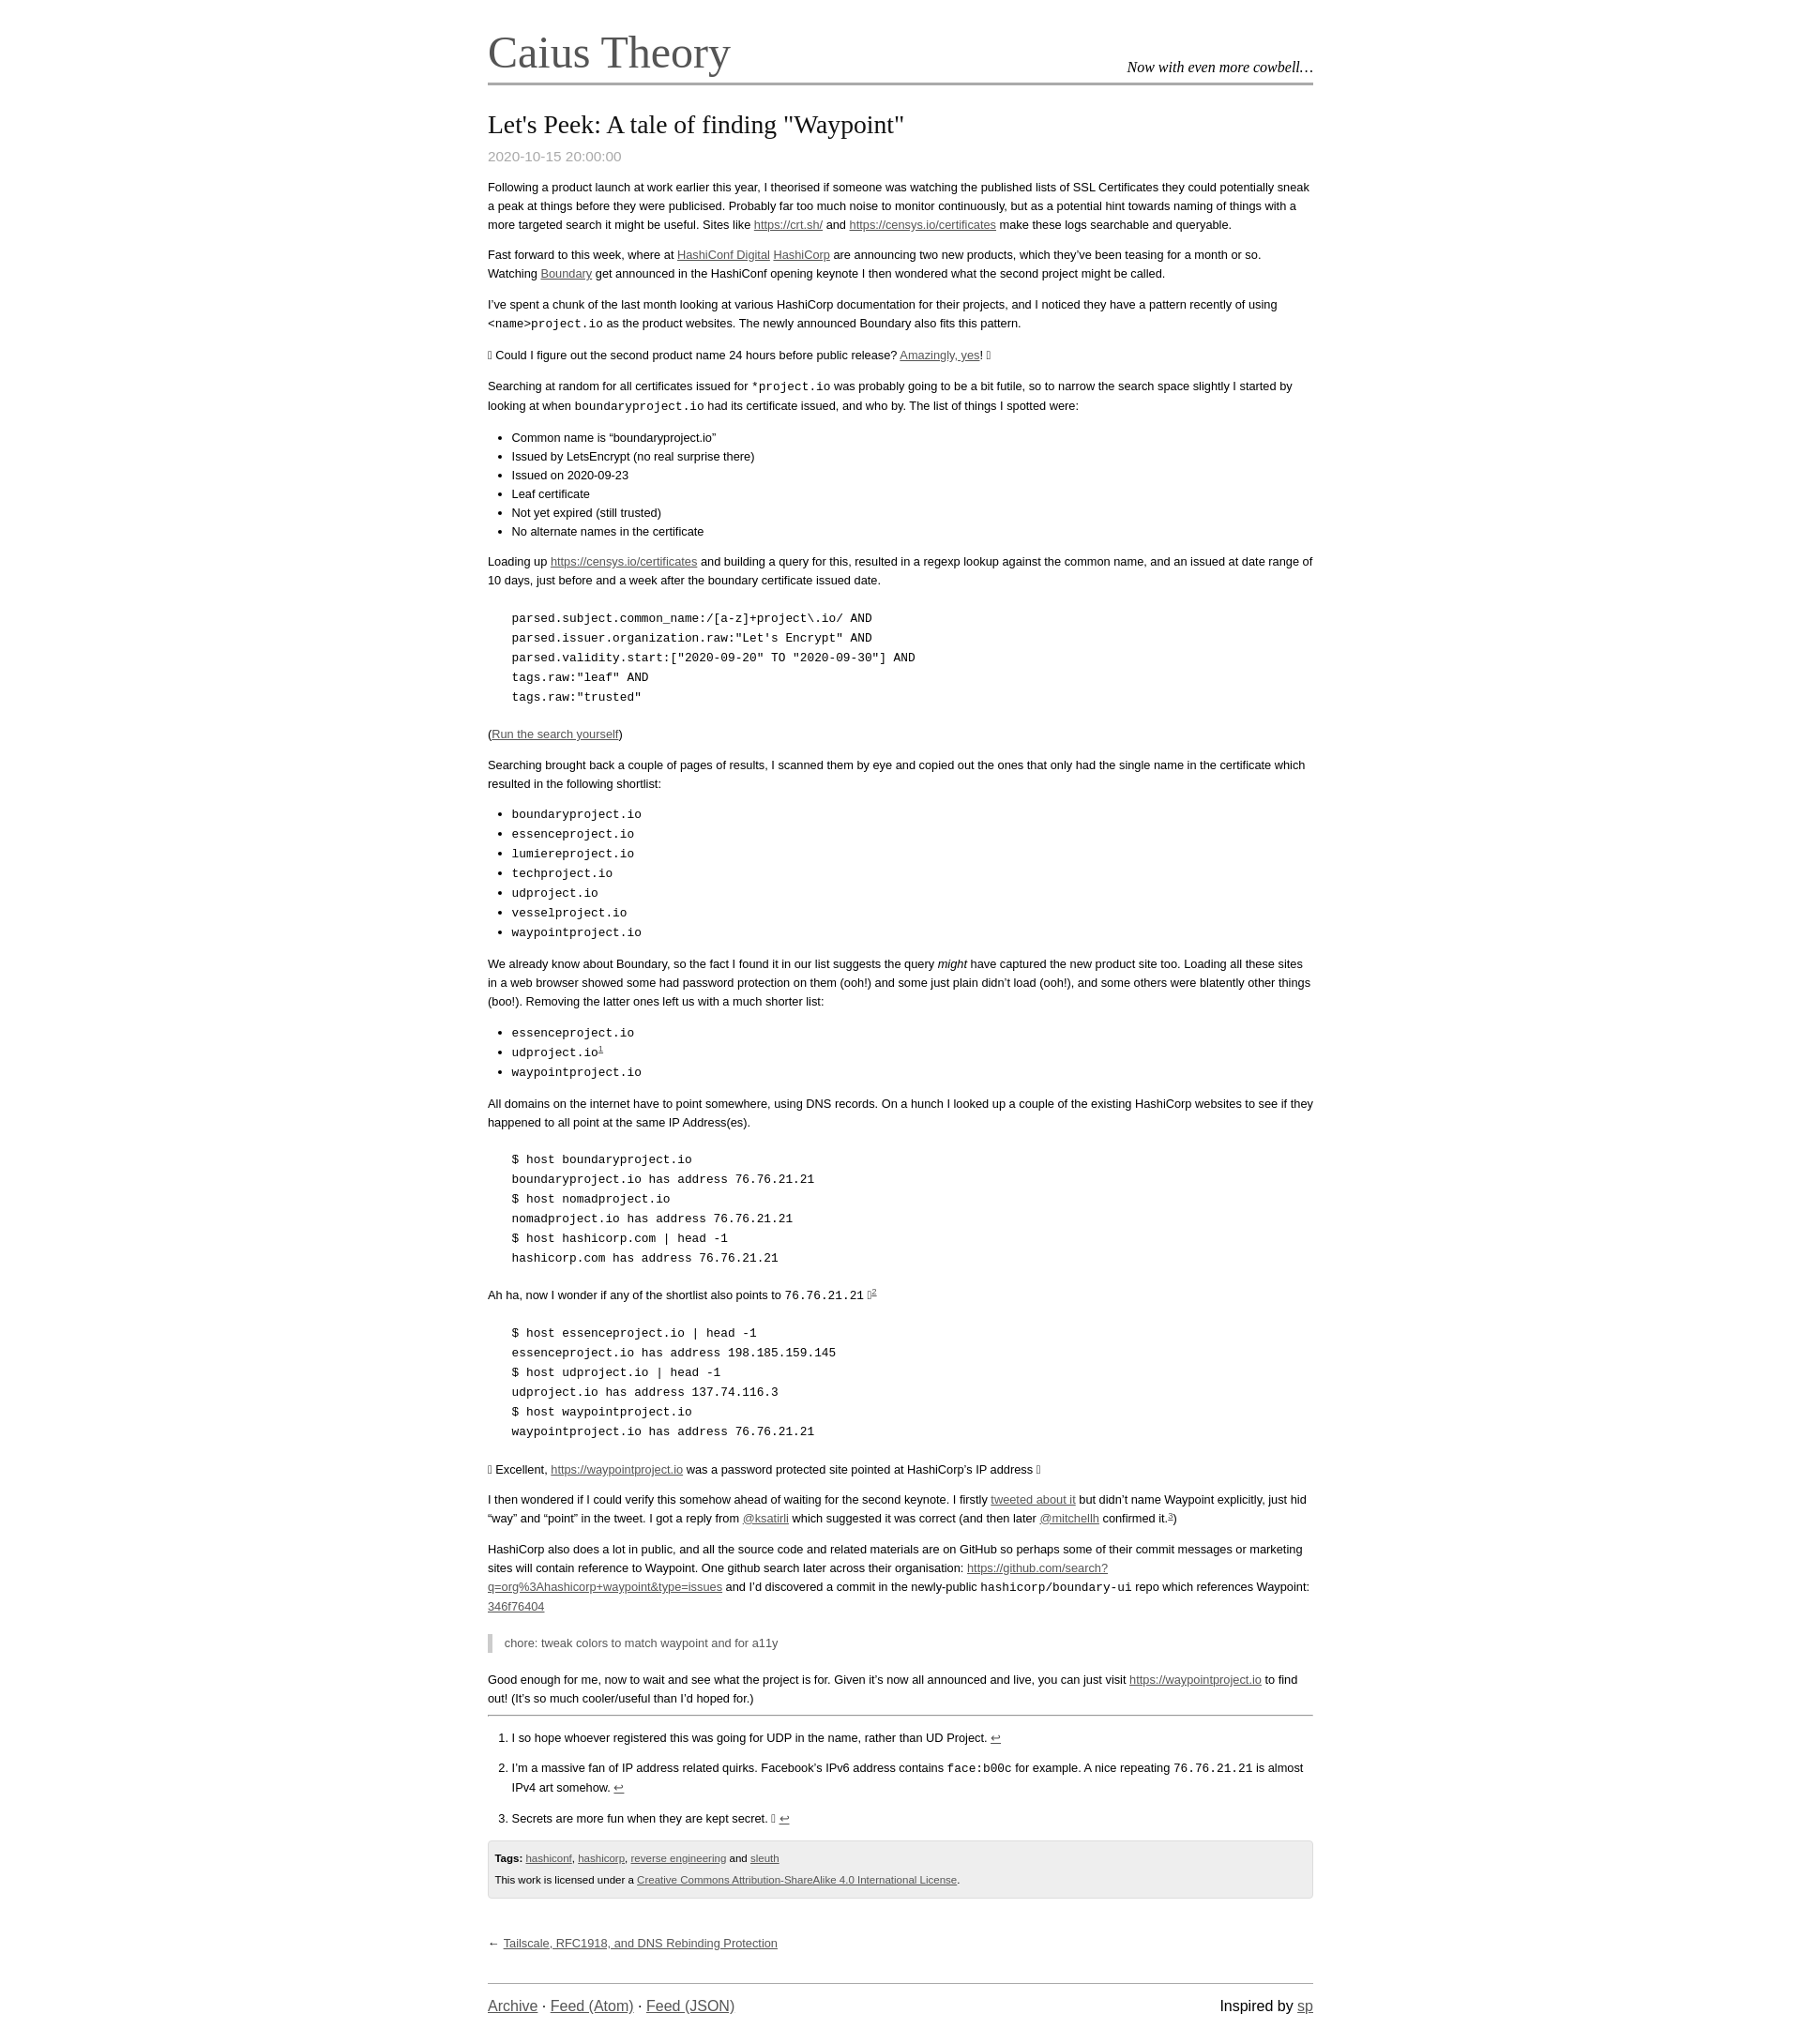 Caius Theory
Now with even more cowbell…
Let's Peek: A tale of finding "Waypoint"
2020-10-15 20:00:00
Following a product launch at work earlier this year, I theorised if someone was watching the published lists of SSL Certificates they could potentially sneak
a peak at things before they were publicised. Probably far too much noise to monitor continuously, but as a potential hint towards naming of things with a
more targeted search it might be useful. Sites like https://crt.sh/ and https://censys.io/certificates make these logs searchable and queryable.
Fast forward to this week, where at HashiConf Digital HashiCorp are announcing two new products, which they’ve been teasing for a month or so.
Watching Boundary get announced in the HashiConf opening keynote I then wondered what the second project might be called.
I’ve spent a chunk of the last month looking at various HashiCorp documentation for their projects, and I noticed they have a pattern recently of using
<name>project.io as the product websites. The newly announced Boundary also fits this pattern.
Could I figure out the second product name 24 hours before public release? Amazingly, yes!
Searching at random for all certificates issued for *project.io was probably going to be a bit futile, so to narrow the search space slightly I started by
looking at when boundaryproject.io had its certificate issued, and who by. The list of things I spotted were:
• Common name is “boundaryproject.io”
• Issued by LetsEncrypt (no real surprise there)
• Issued on 2020-09-23
• Leaf certificate
• Not yet expired (still trusted)
• No alternate names in the certificate
Loading up https://censys.io/certificates and building a query for this, resulted in a regexp lookup against the common name, and an issued at date range of
10 days, just before and a week after the boundary certificate issued date.
parsed.subject.common_name:/[a-z]+project\.io/ AND
parsed.issuer.organization.raw:"Let's Encrypt" AND
parsed.validity.start:["2020-09-20" TO "2020-09-30"] AND
tags.raw:"leaf" AND
tags.raw:"trusted"
(Run the search yourself)
Searching brought back a couple of pages of results, I scanned them by eye and copied out the ones that only had the single name in the certificate which
resulted in the following shortlist:
• boundaryproject.io
• essenceproject.io
• lumiereproject.io
• techproject.io
• udproject.io
• vesselproject.io
• waypointproject.io
We already know about Boundary, so the fact I found it in our list suggests the query might have captured the new product site too. Loading all these sites
in a web browser showed some had password protection on them (ooh!) and some just plain didn’t load (ooh!), and some others were blatently other things
(boo!). Removing the latter ones left us with a much shorter list:
• essenceproject.io
• udproject.io1
• waypointproject.io
All domains on the internet have to point somewhere, using DNS records. On a hunch I looked up a couple of the existing HashiCorp websites to see if they
happened to all point at the same IP Address(es).
$ host boundaryproject.io
boundaryproject.io has address 76.76.21.21
$ host nomadproject.io
nomadproject.io has address 76.76.21.21
$ host hashicorp.com | head -1
hashicorp.com has address 76.76.21.21
Ah ha, now I wonder if any of the shortlist also points to 76.76.21.21 2
$ host essenceproject.io | head -1
essenceproject.io has address 198.185.159.145
$ host udproject.io | head -1
udproject.io has address 137.74.116.3
$ host waypointproject.io
waypointproject.io has address 76.76.21.21
Excellent, https://waypointproject.io was a password protected site pointed at HashiCorp’s IP address
I then wondered if I could verify this somehow ahead of waiting for the second keynote. I firstly tweeted about it but didn’t name Waypoint explicitly, just hid
“way” and “point” in the tweet. I got a reply from @ksatirli which suggested it was correct (and then later @mitchellh confirmed it.3)
HashiCorp also does a lot in public, and all the source code and related materials are on GitHub so perhaps some of their commit messages or marketing
sites will contain reference to Waypoint. One github search later across their organisation: https://github.com/search?
q=org%3Ahashicorp+waypoint&type=issues and I’d discovered a commit in the newly-public hashicorp/boundary-ui repo which references Waypoint:
346f76404
chore: tweak colors to match waypoint and for a11y
Good enough for me, now to wait and see what the project is for. Given it’s now all announced and live, you can just visit https://waypointproject.io to find
out! (It’s so much cooler/useful than I’d hoped for.)
1. I so hope whoever registered this was going for UDP in the name, rather than UD Project. ↩
2. I’m a massive fan of IP address related quirks. Facebook’s IPv6 address contains face:b00c for example. A nice repeating 76.76.21.21 is almost
IPv4 art somehow. ↩
3. Secrets are more fun when they are kept secret. ↩
Tags: hashiconf, hashicorp, reverse engineering and sleuth
This work is licensed under a Creative Commons Attribution-ShareAlike 4.0 International License.
← Tailscale, RFC1918, and DNS Rebinding Protection
Archive · Feed (Atom) · Feed (JSON)
Inspired by sp